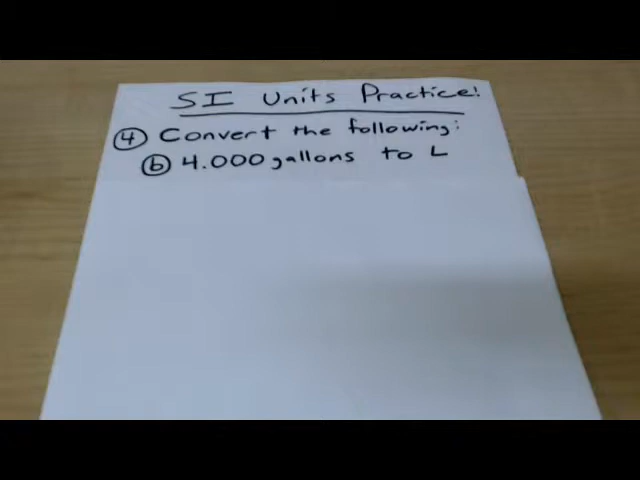 SI Units Practice!
④ Convert the following:
ⓑ 4.000 gallons to L